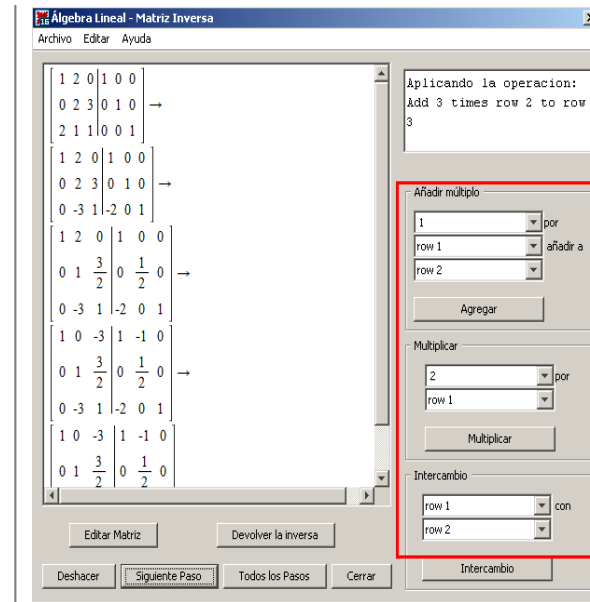 Álgebra Lineal - Matriz Inversa
Archivo Editar Ayuda
1 2 0 1 0 0
0 2 3 0 1 0 →
2 1 1 0 0 1
1 2 0 1 0 0
0 2 3 0 1 0 →
0 -3 1 -2 0 1
1 2 0 1 0 0
0 1 3/2 0 1/2 0 →
0 -3 1 -2 0 1
1 0 -3 1 -1 0
0 1 3/2 0 1/2 0 →
0 -3 1 -2 0 1
1 0 -3 1 -1 0
0 1 3/2 0 1/2 0
Aplicando la operacion:
Add 3 times row 2 to row
3
Añadir múltiplo
1 por
row 1 añadir a
row 2
Agregar
Multiplicar
2 por
row 1
Multiplicar
Intercambio
row 1 con
row 2
Intercambio
Editar Matriz Devolver la inversa
Deshacer Siguiente Paso Todos los Pasos Cerrar